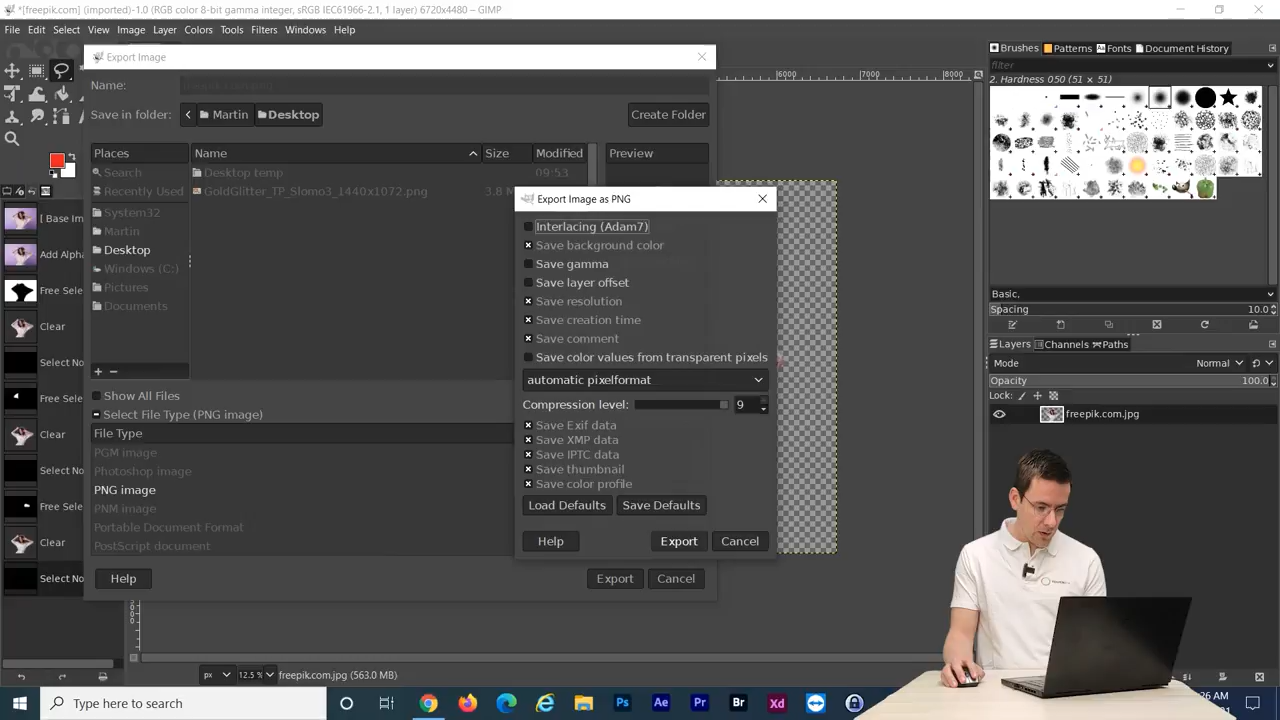 *[freepik.com] (imported)-1.0 (RGB color 8-bit gamma integer, sRGB IEC61966-2.1, 1 layer) 6720x4480 – GIMP
File Edit Select View Image Layer Colors Tools Filters Windows Help
Export Image
Name:
Save in folder: Martin Desktop Create Folder
Places Name Size Modified Preview
Search Desktop temp 09:53
Recently Used GoldGlitter_TP_Slomo3_1440x1072.png 3.8 M
System32
Martin
Desktop
Windows (C:)
Pictures
Documents
Show All Files
Select File Type (PNG image)
File Type
PGM image
Photoshop image
PNG image
PNM image
Portable Document Format
PostScript document
Help Export Cancel
Export Image as PNG
Interlacing (Adam7)
Save background color
Save gamma
Save layer offset
Save resolution
Save creation time
Save comment
Save color values from transparent pixels
automatic pixelformat
Compression level: 9
Save Exif data
Save XMP data
Save IPTC data
Save thumbnail
Save color profile
Load Defaults Save Defaults
Help Export Cancel
[ Base Im
Add Alpha
Free Sele
Clear
Select No
Free Sele
Clear
Select No
Free Sele
Clear
Select No
6000 7000 8000
Brushes Patterns Fonts Document History
filter
2. Hardness 050 (51 × 51)
Basic,
Spacing 10.0
Layers Channels Paths
Mode Normal
Opacity 100.0
Lock:
freepik.com.jpg
px 12.5 % freepik.com.jpg (563.0 MB)
Type here to search
Ps Ae Pr Br Xd